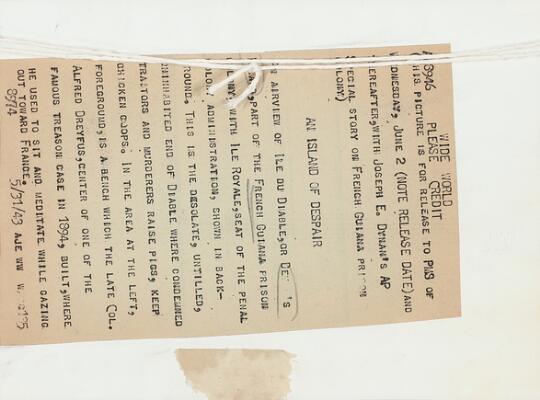 WIDE WORLD
PLEASE CREDIT
(THIS PICTURE IS FOR RELEASE TO PMS OF
WEDNESDAY, JUNE 2 (NOTE RELEASE DATE) AND
THEREAFTER, WITH JOSEPH E. DYNAN'S AP
SPECIAL STORY ON FRENCH GUIANA PRISON
COLONY)
AN ISLAND OF DESPAIR
AN AIRVIEW OF ILE DU DIABLE, OR DE 'S
PART OF THE FRENCH GUIANA PRISON
WITH ILE ROYALE, SEAT OF THE PENAL
ADMINISTRATION, SHOWN IN BACK-
ROUND. THIS IS THE DESOLATE, UNTILLED,
UNINHABITED END OF DIABLE WHERE CONDEMNED
TRAITORS AND MURDERERS RAISE PIGS, KEEP
CHICKEN COOPS. IN THE AREA AT THE LEFT,
FOREGROUND, IS A BENCH WHICH THE LATE COL.
ALFRED DREYFUS, CENTER OF ONE OF THE
FAMOUS TREASON CASE IN 1894, BUILT, WHERE
HE USED TO SIT AND MEDITATE WHILE GAZING
OUT TOWARD FRANCE. 5/31/43 AJE WW